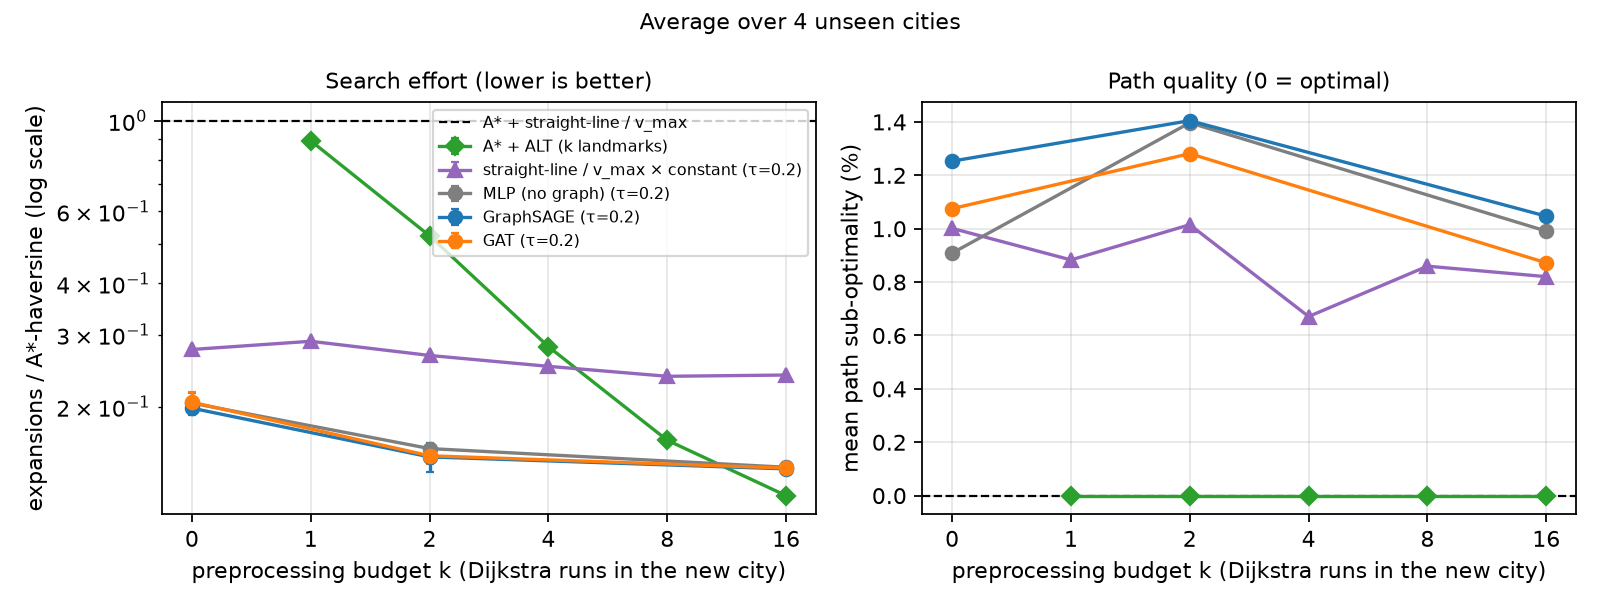 Average over 4 unseen cities
Search effort (lower is better)
expansions / A*-haversine (log scale)
10⁰
6 × 10⁻¹
4 × 10⁻¹
3 × 10⁻¹
2 × 10⁻¹
A* + straight-line / v_max
A* + ALT (k landmarks)
straight-line / v_max × constant (τ=0.2)
MLP (no graph) (τ=0.2)
GraphSAGE (τ=0.2)
GAT (τ=0.2)
0 1 2 4 8 16
preprocessing budget k (Dijkstra runs in the new city)
Path quality (0 = optimal)
mean path sub-optimality (%)
1.4
1.2
1.0
0.8
0.6
0.4
0.2
0.0
0 1 2 4 8 16
preprocessing budget k (Dijkstra runs in the new city)